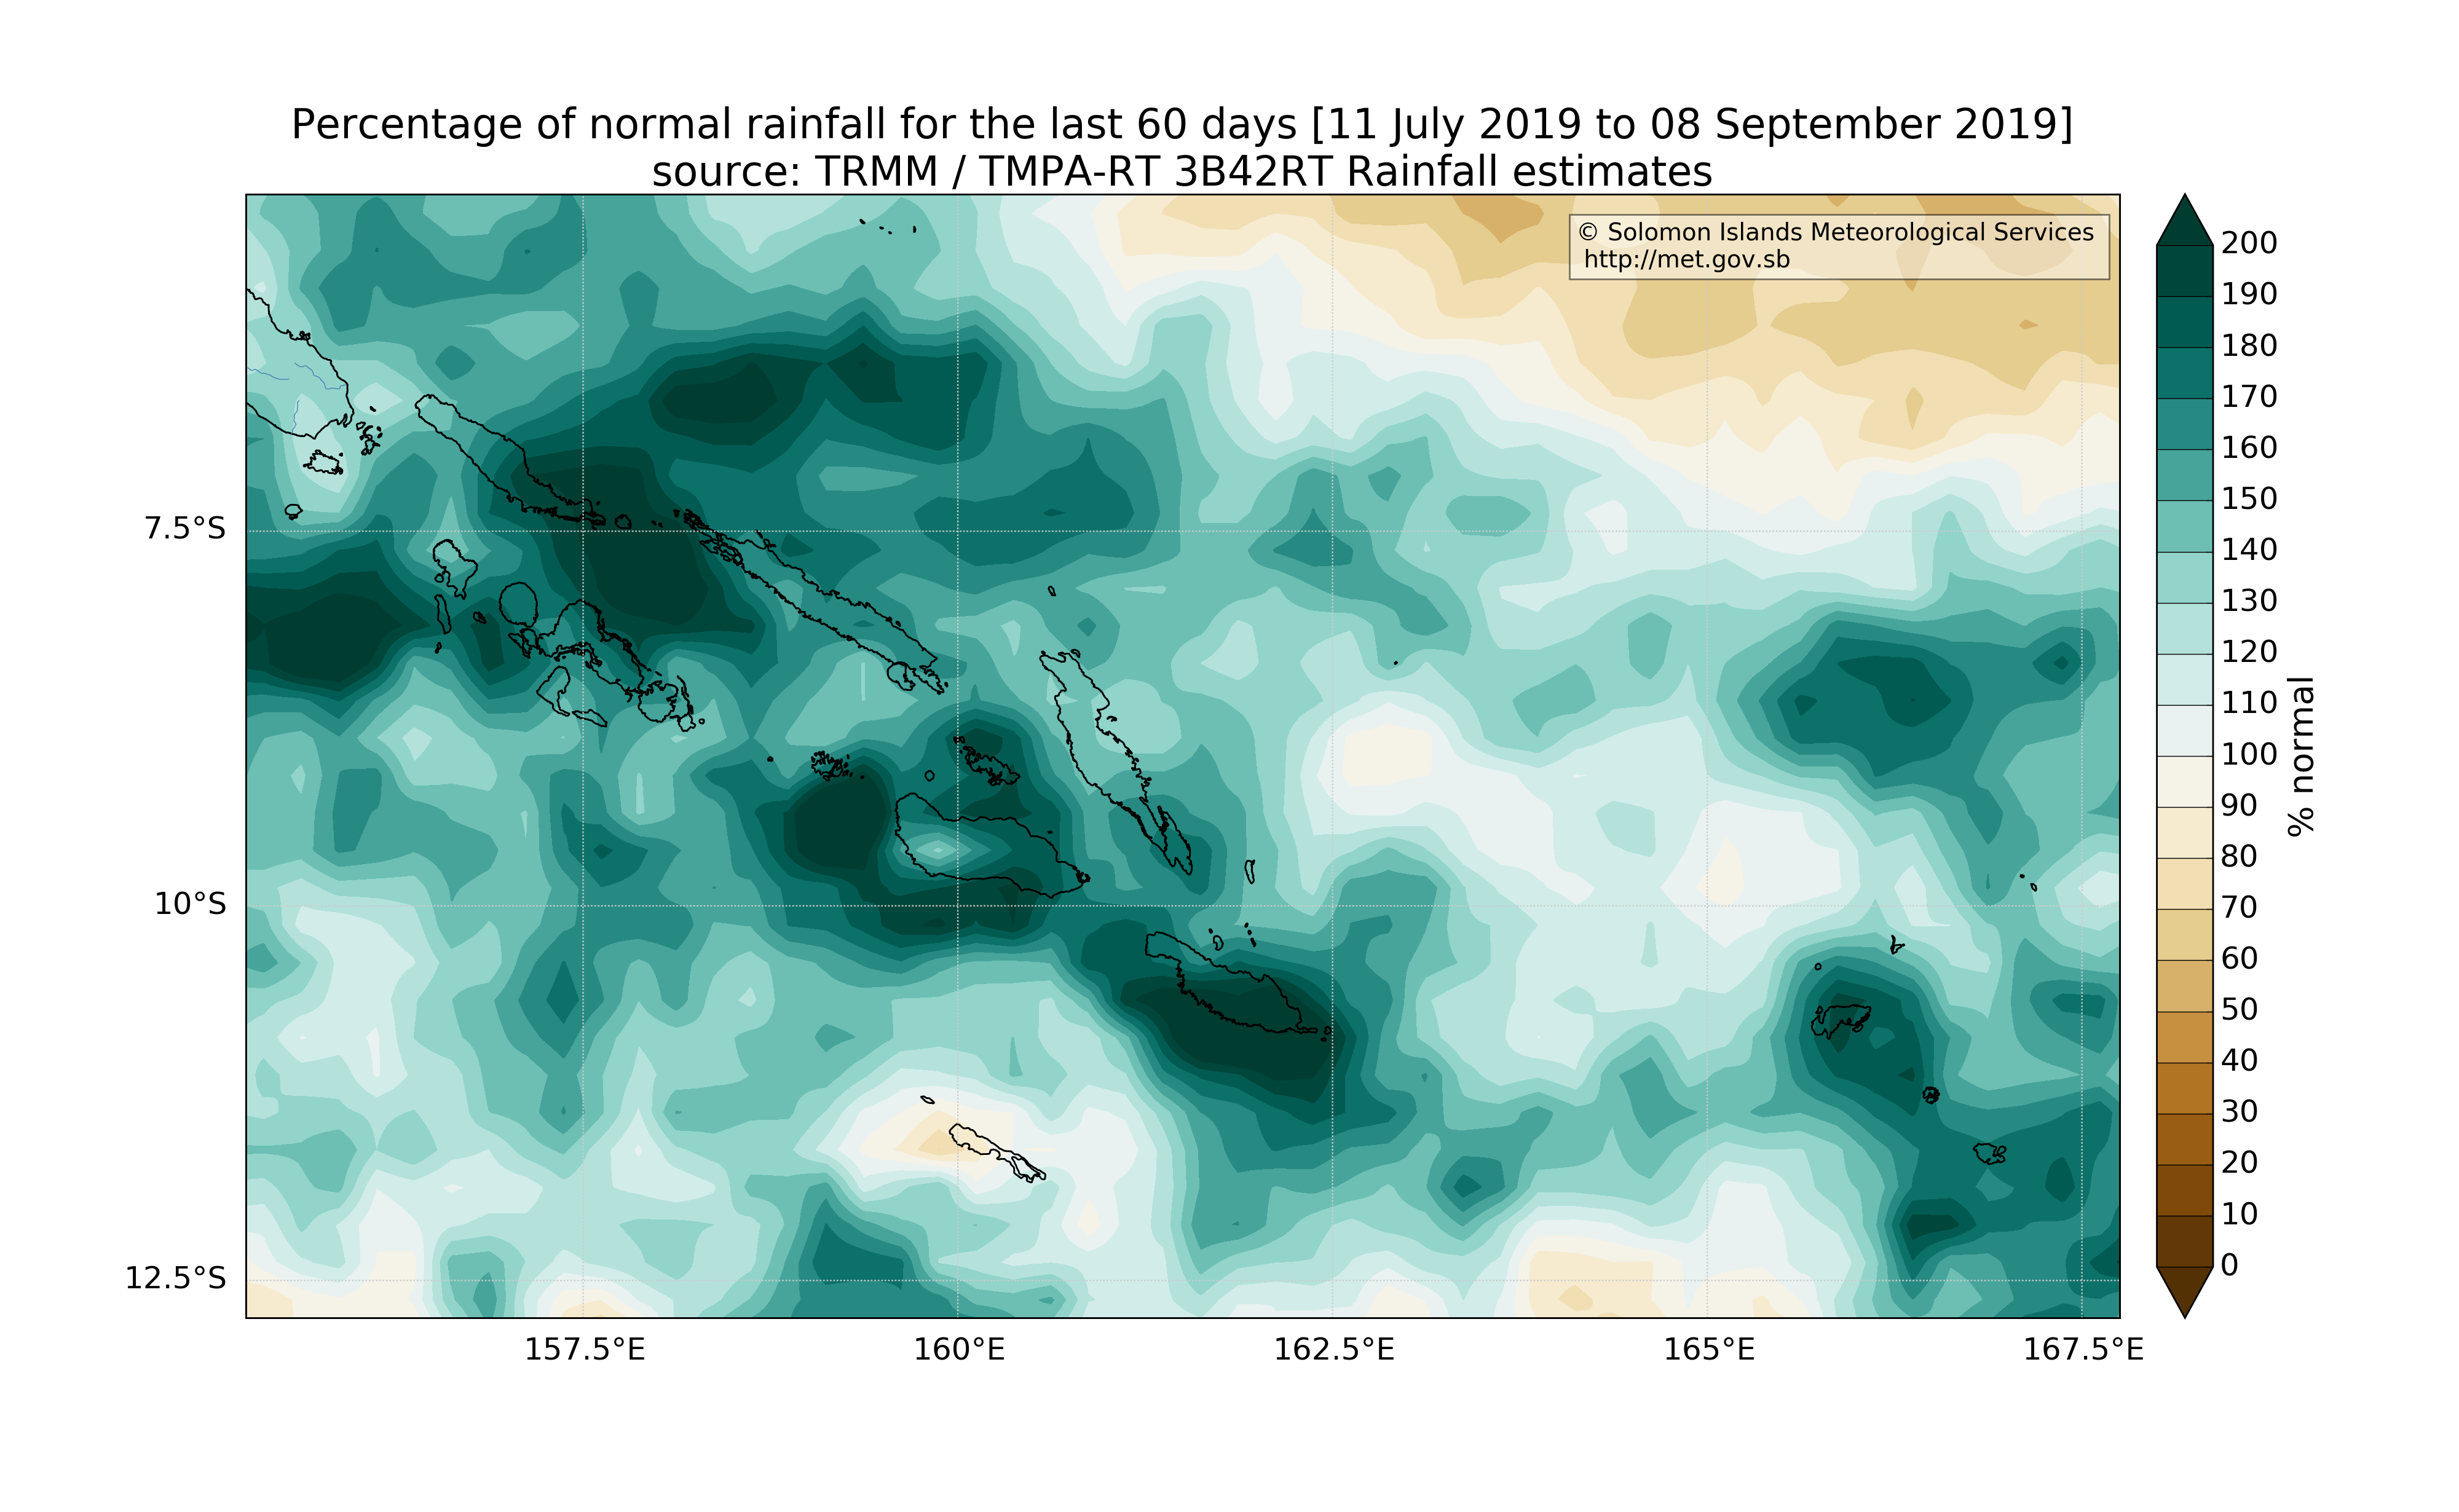 Percentage of normal rainfall for the last 60 days [11 July 2019 to 08 September 2019]
source: TRMM / TMPA-RT 3B42RT Rainfall estimates
© Solomon Islands Meteorological Services
http://met.gov.sb
7.5°S
10°S
12.5°S
157.5°E
160°E
162.5°E
165°E
167.5°E
200
190
180
170
160
150
140
130
120
110
100
90
80
70
60
50
40
30
20
10
0
% normal